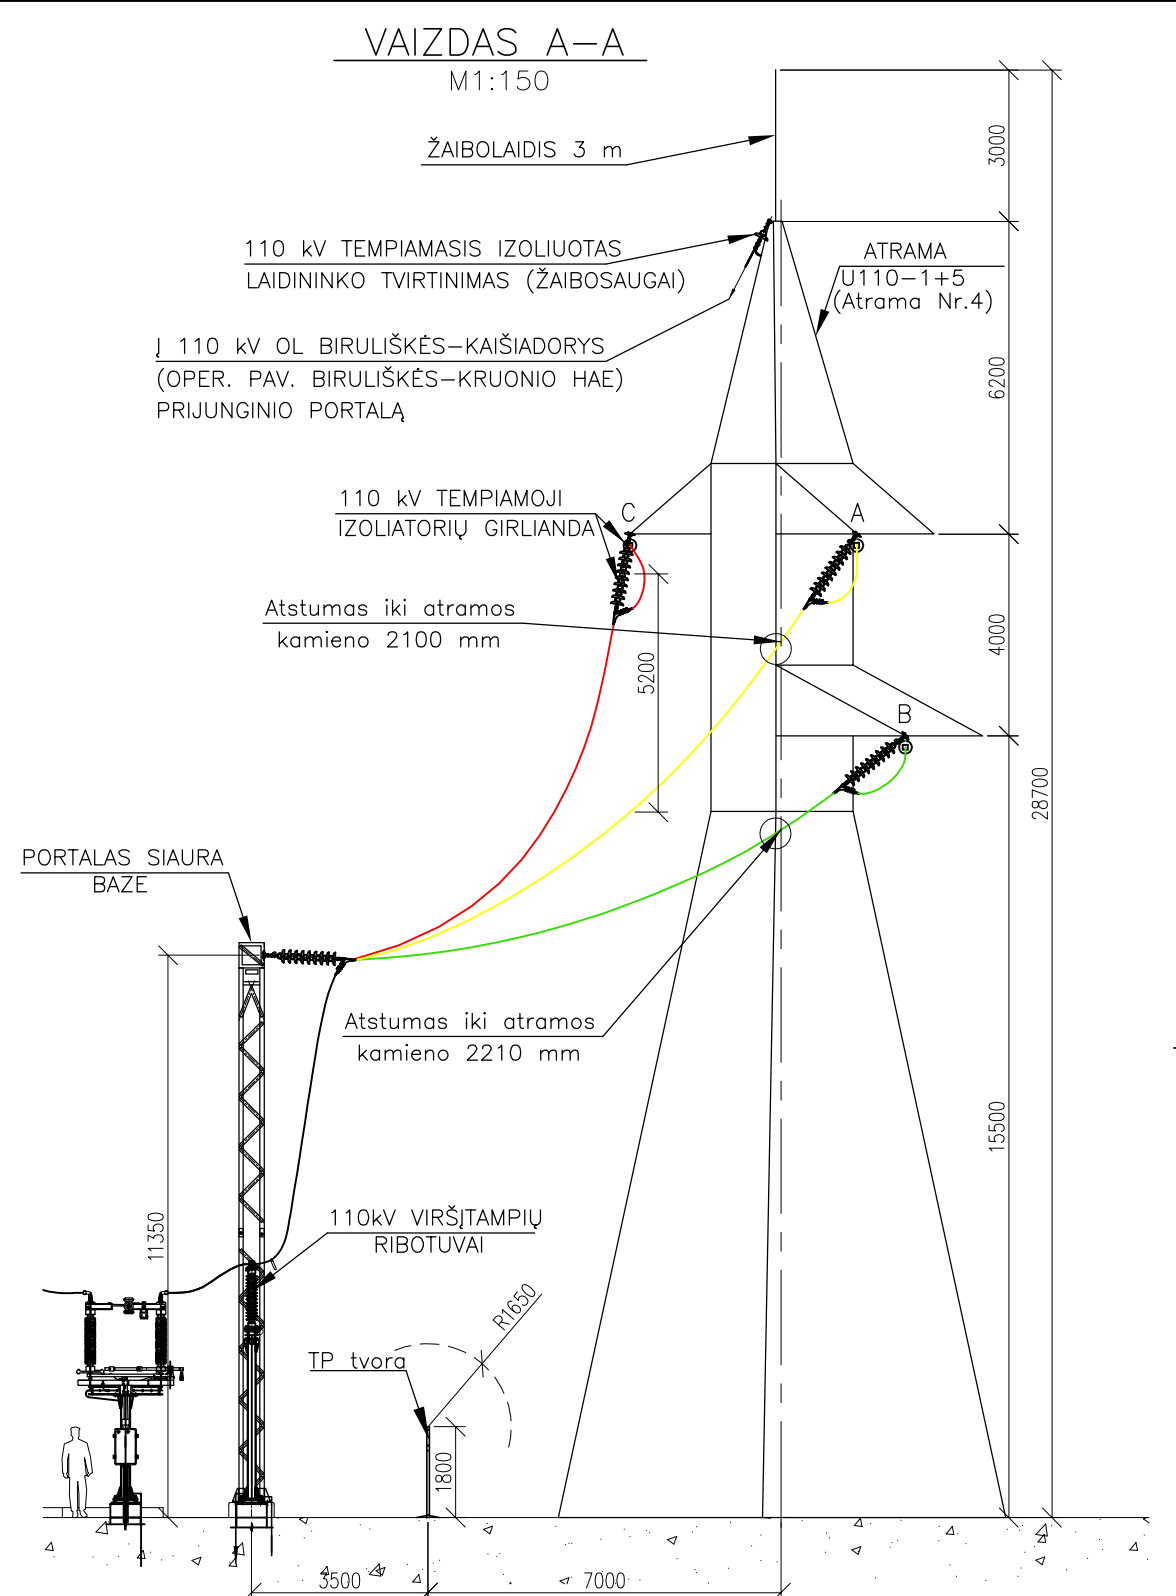 VAIZDAS A-A
M1:150
ŽAIBOLAIDIS 3 m
3000
110 kV TEMPIAMASIS IZOLIUOTAS
LAIDININKO TVIRTINIMAS (ŽAIBOSAUGAI)
ATRAMA
U110-1+5
(Atrama Nr.4)
Į 110 kV OL BIRULIŠKĖS-KAIŠIADORYS
(OPER. PAV. BIRULIŠKĖS-KRUONIO HAE)
PRIJUNGINIO PORTALĄ
6200
110 kV TEMPIAMOJI
IZOLIATORIŲ GIRLIANDA
C
A
Atstumas iki atramos
kamieno 2100 mm
4000
5200
B
28700
PORTALAS SIAURA
BAZE
Atstumas iki atramos
kamieno 2210 mm
15500
11350
110kV VIRŠĮTAMPIŲ
RIBOTUVAI
R1650
TP tvora
1800
3500
7000